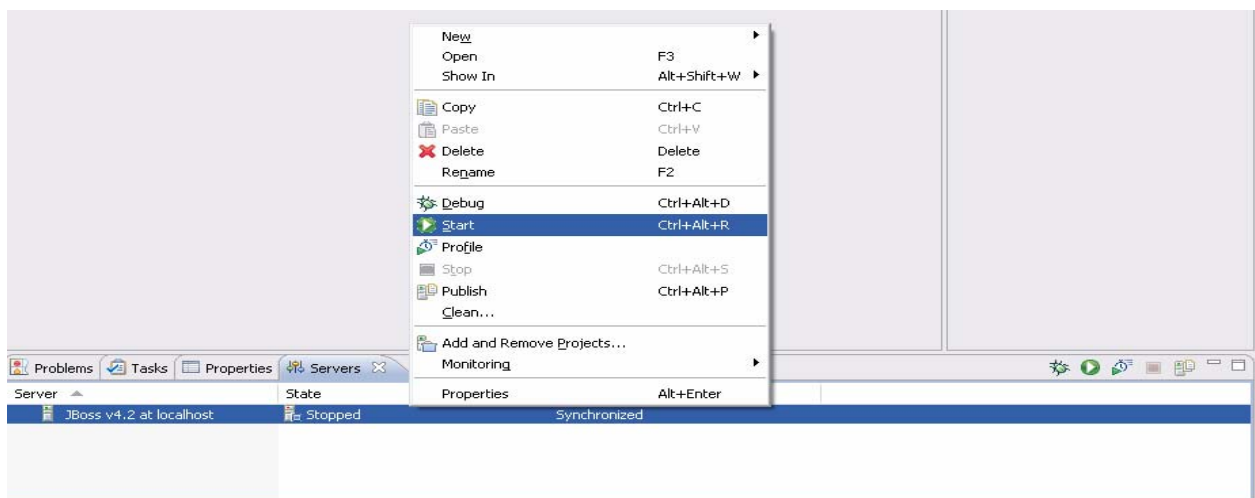 New
Open F3
Show In Alt+Shift+W
Copy Ctrl+C
Paste Ctrl+V
Delete Delete
Rename F2
Debug Ctrl+Alt+D
Start Ctrl+Alt+R
Profile
Stop Ctrl+Alt+S
Publish Ctrl+Alt+P
Clean...
Add and Remove Projects...
Monitoring
Properties Alt+Enter
Problems Tasks Properties Servers
Server State
JBoss v4.2 at localhost Stopped Synchronized